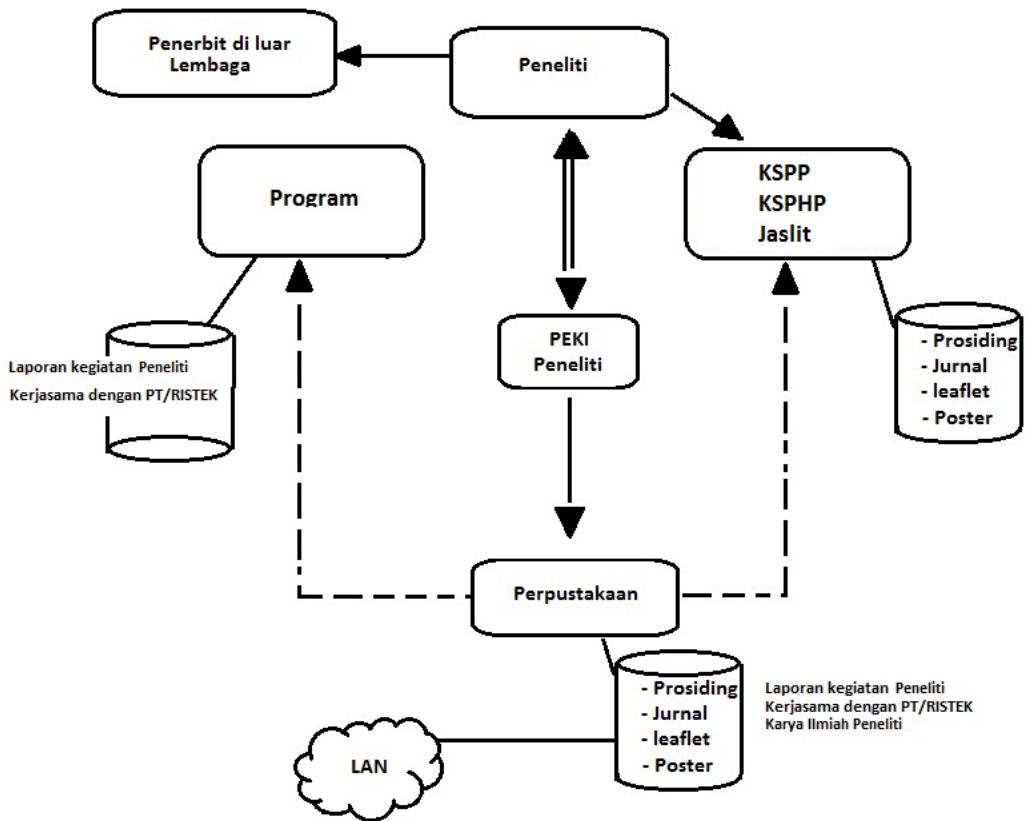 Penerbit di luar
Lembaga
Peneliti
Program
KSPP
KSPHP
Jaslit
PEKI
Peneliti
Laporan kegiatan Peneliti
Kerjasama dengan PT/RISTEK
- Prosiding
- Jurnal
- leaflet
- Poster
Perpustakaan
- Prosiding
- Jurnal
- leaflet
- Poster
Laporan kegiatan Peneliti
Kerjasama dengan PT/RISTEK
Karya Ilmiah Peneliti
LAN